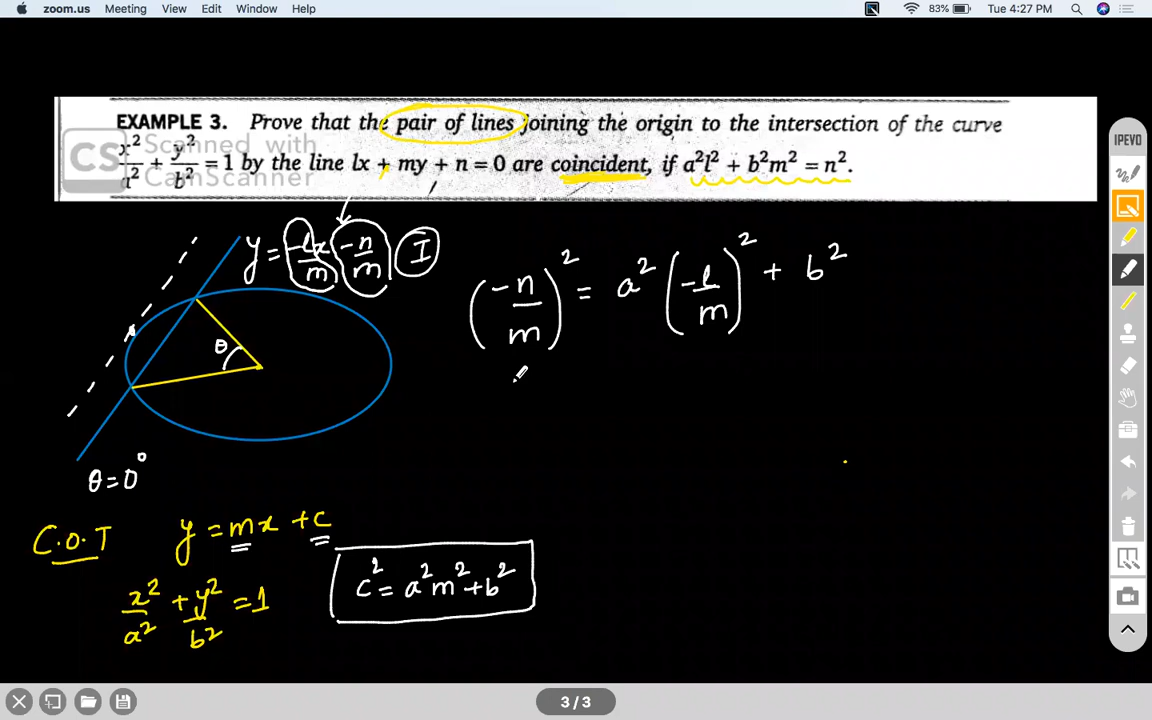 zoom.us Meeting View Edit Window Help 83% Tue 4:27 PM
EXAMPLE 3. Prove that the pair of lines joining the origin to the intersection of the curve
x²/a² + y²/b² = 1 by the line lx + my + n = 0 are coincident, if a²l² + b²m² = n².
CS Scanned with
CamScanner
IPEVO
y = -lx/m -n/m I
(-n/m)² = a² (-l/m)² + b²
θ
θ = 0°
C.O.T y = mx + c
x²/a² + y²/b² = 1
c² = a²m² + b²
3/3